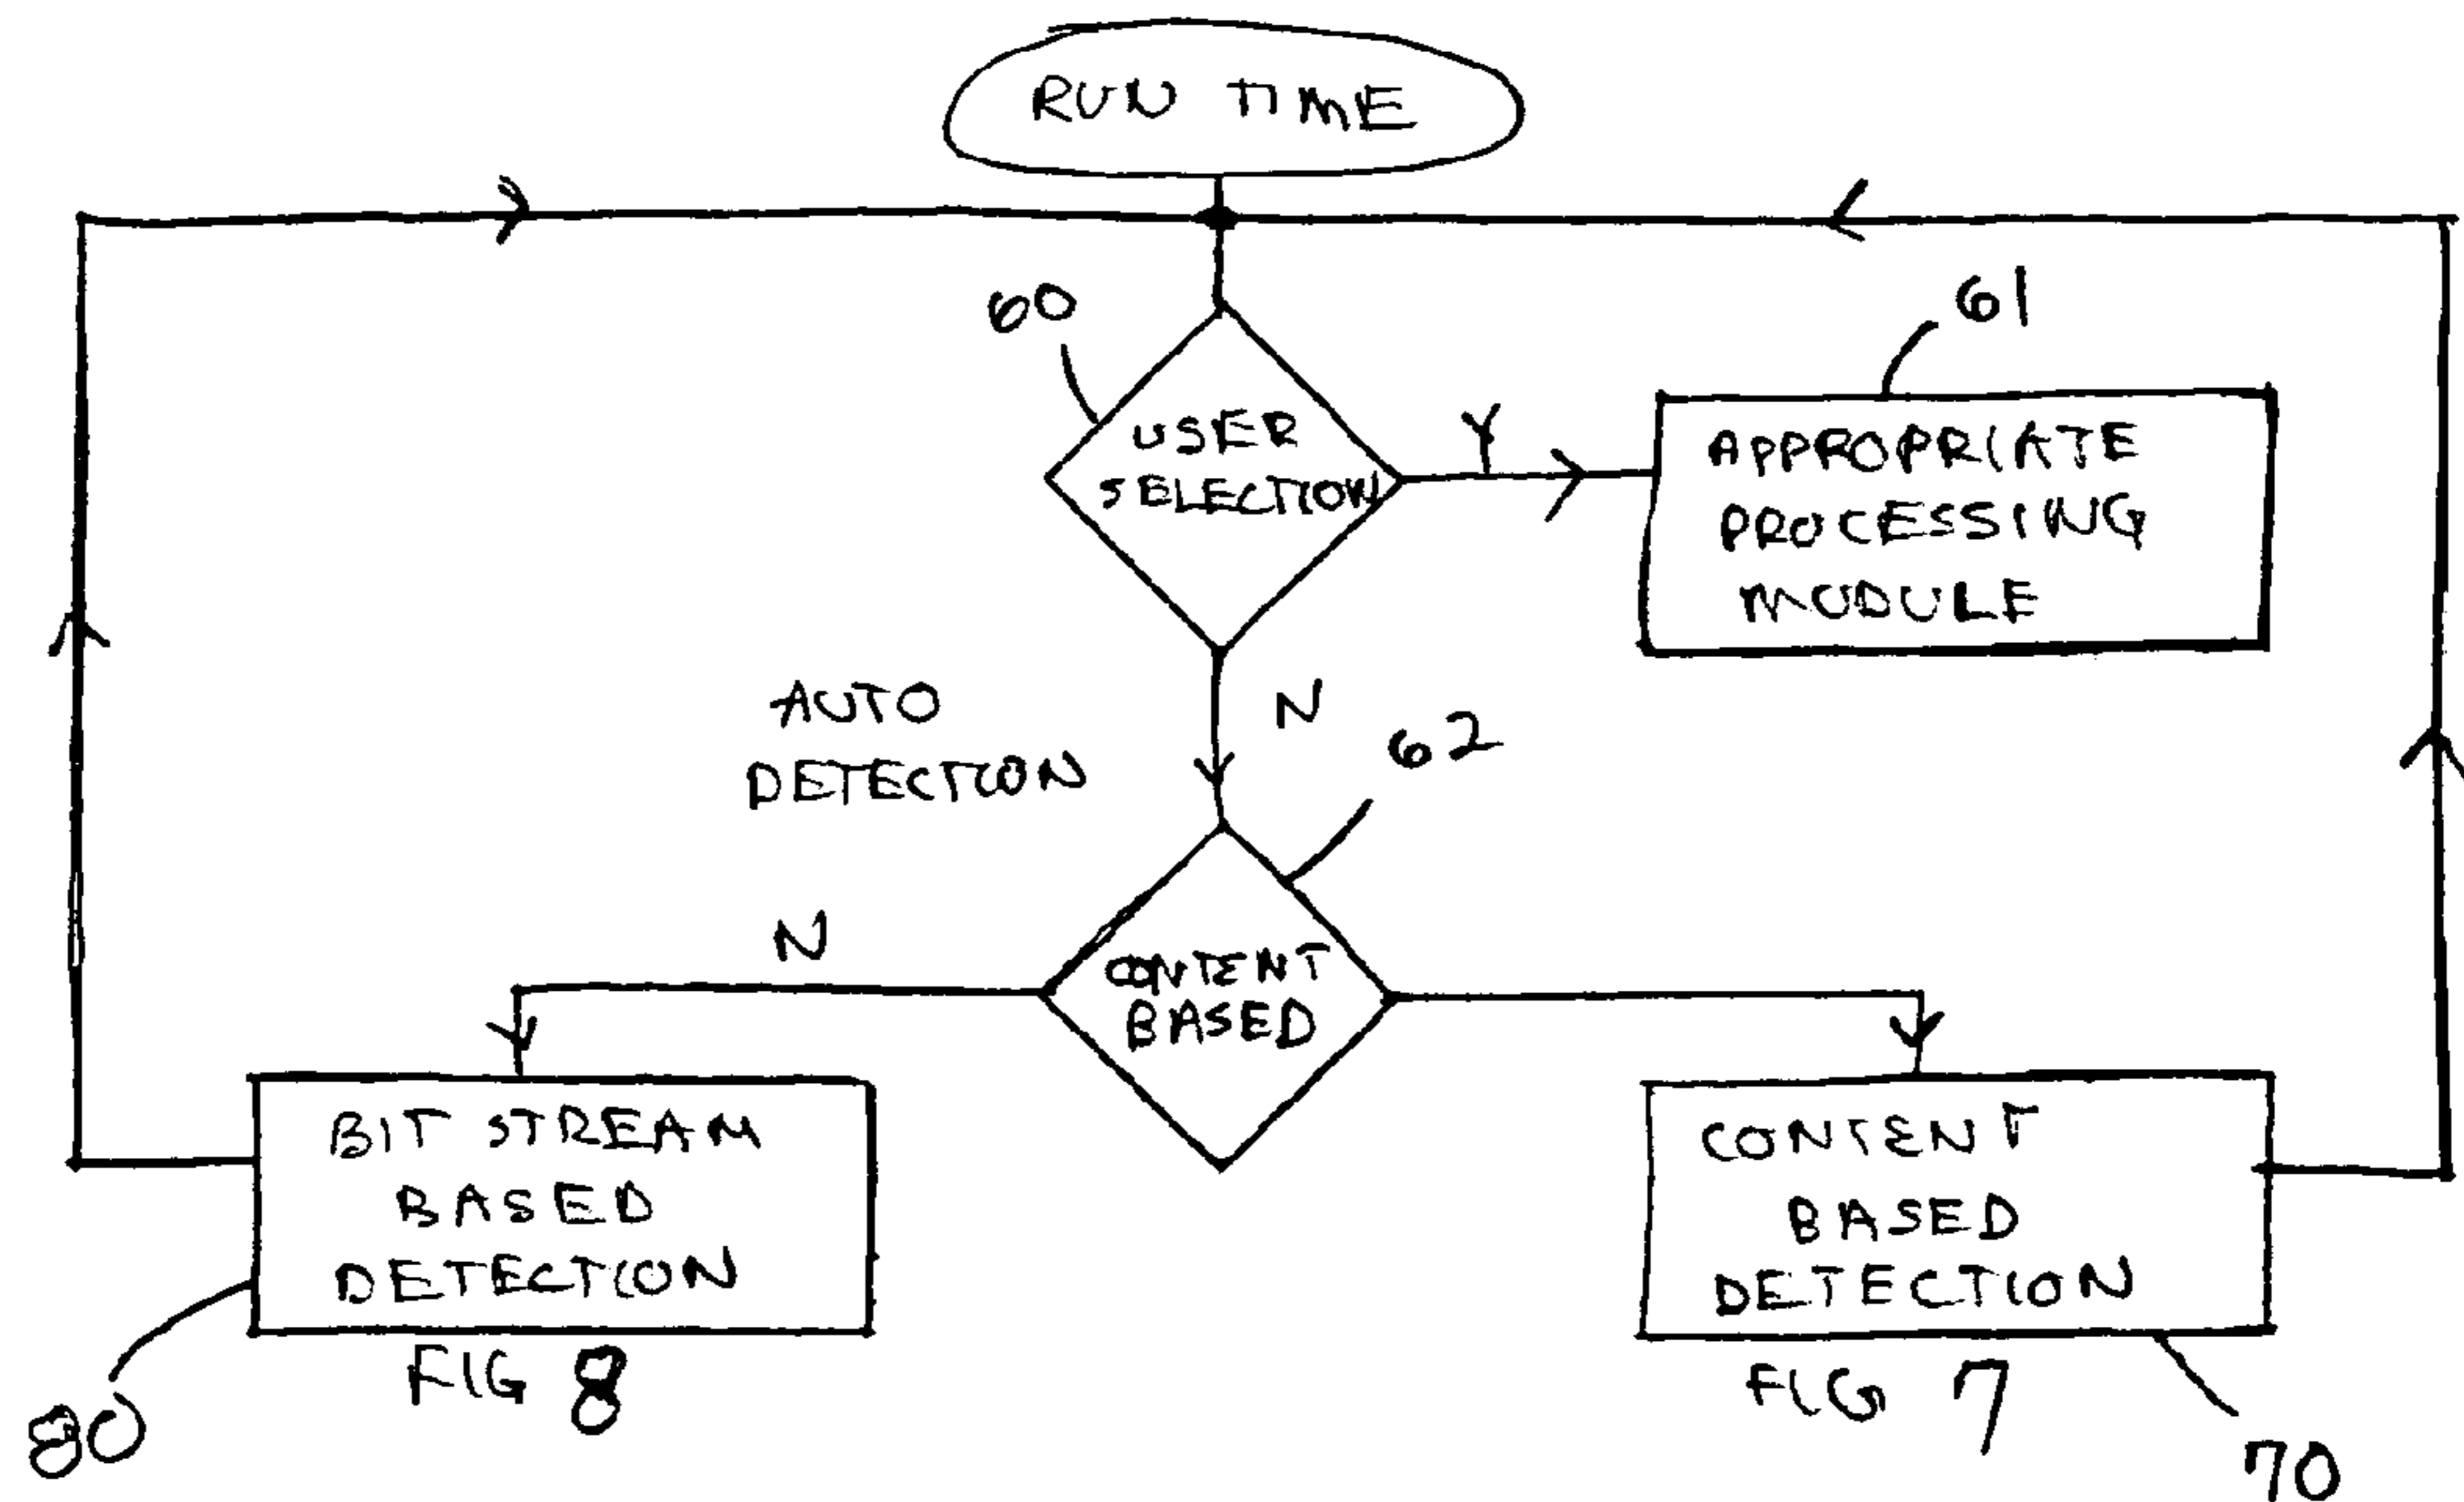 RUN TIME
60
61
USER
SELECTION
Y
APPROPRIATE
PROCESSING
MODULE
AUTO
DETECTION
N
62
N
CONTENT
BASED
BIT STREAM
BASED
DETECTION
CONTENT
BASED
DETECTION
FIG 8
FIG 7
80
70